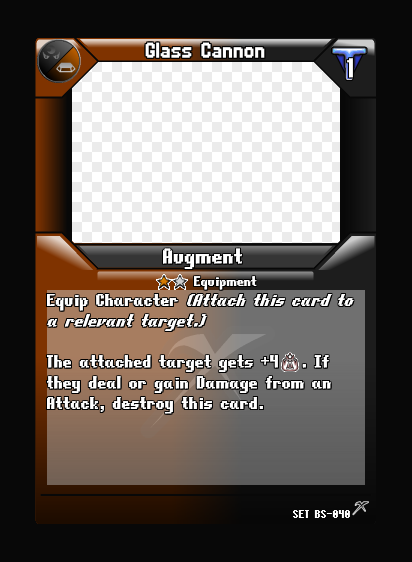 Glass Cannon
1
Augment
Equipment
Equip Character (Attach this card to
a relevant target.)
The attached target gets +4. If
they deal or gain Damage from an
Attack, destroy this card.
SET BS-040